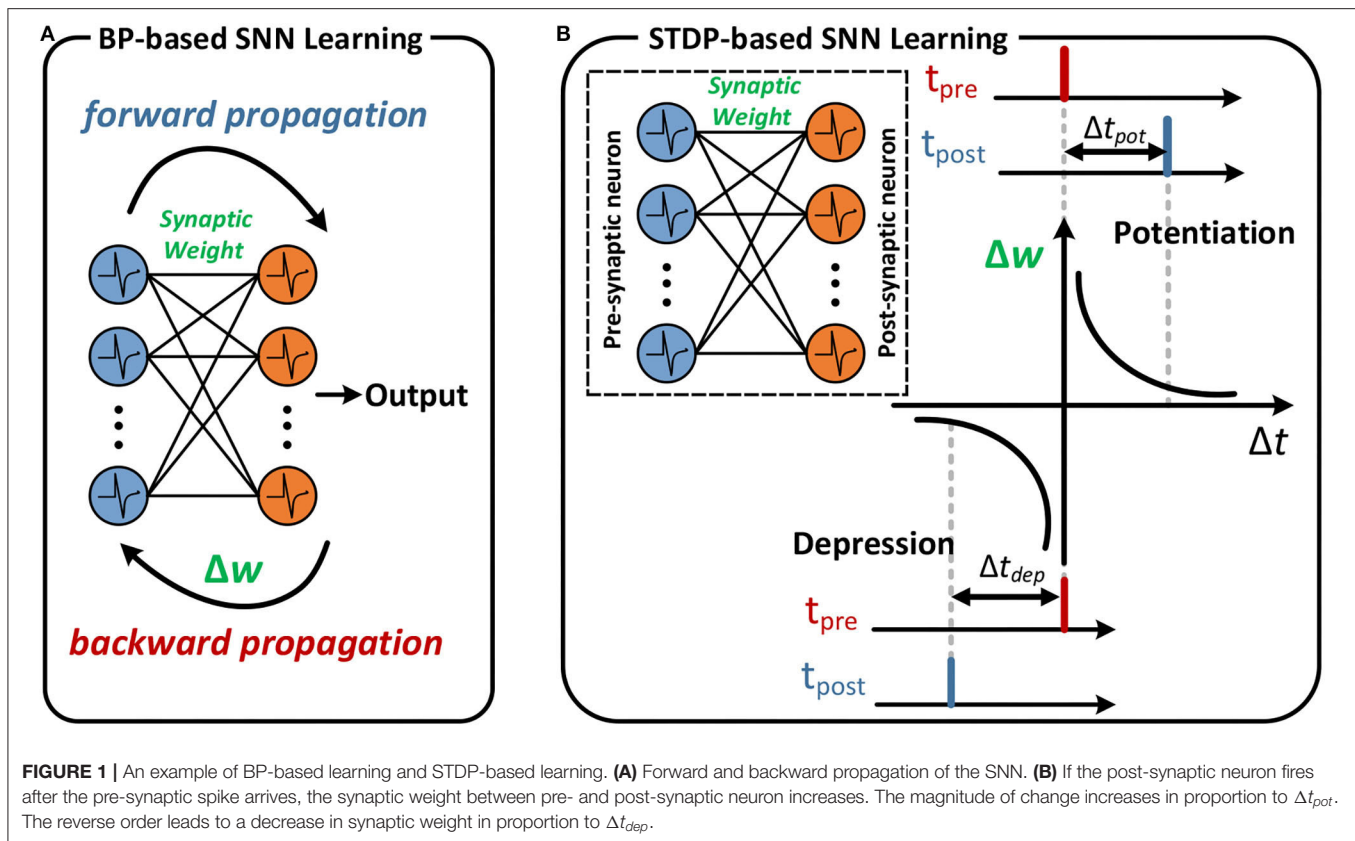 A
BP-based SNN Learning
forward propagation
Synaptic
Weight
Output
Δw
backward propagation
B
STDP-based SNN Learning
Synaptic
Weight
Pre-synaptic neuron
Post-synaptic neuron
t_pre
Δt_pot
t_post
Potentiation
Δw
Δt
Depression
Δt_dep
t_pre
t_post
FIGURE 1 | An example of BP-based learning and STDP-based learning. (A) Forward and backward propagation of the SNN. (B) If the post-synaptic neuron fires
after the pre-synaptic spike arrives, the synaptic weight between pre- and post-synaptic neuron increases. The magnitude of change increases in proportion to Δt_pot.
The reverse order leads to a decrease in synaptic weight in proportion to Δt_dep.